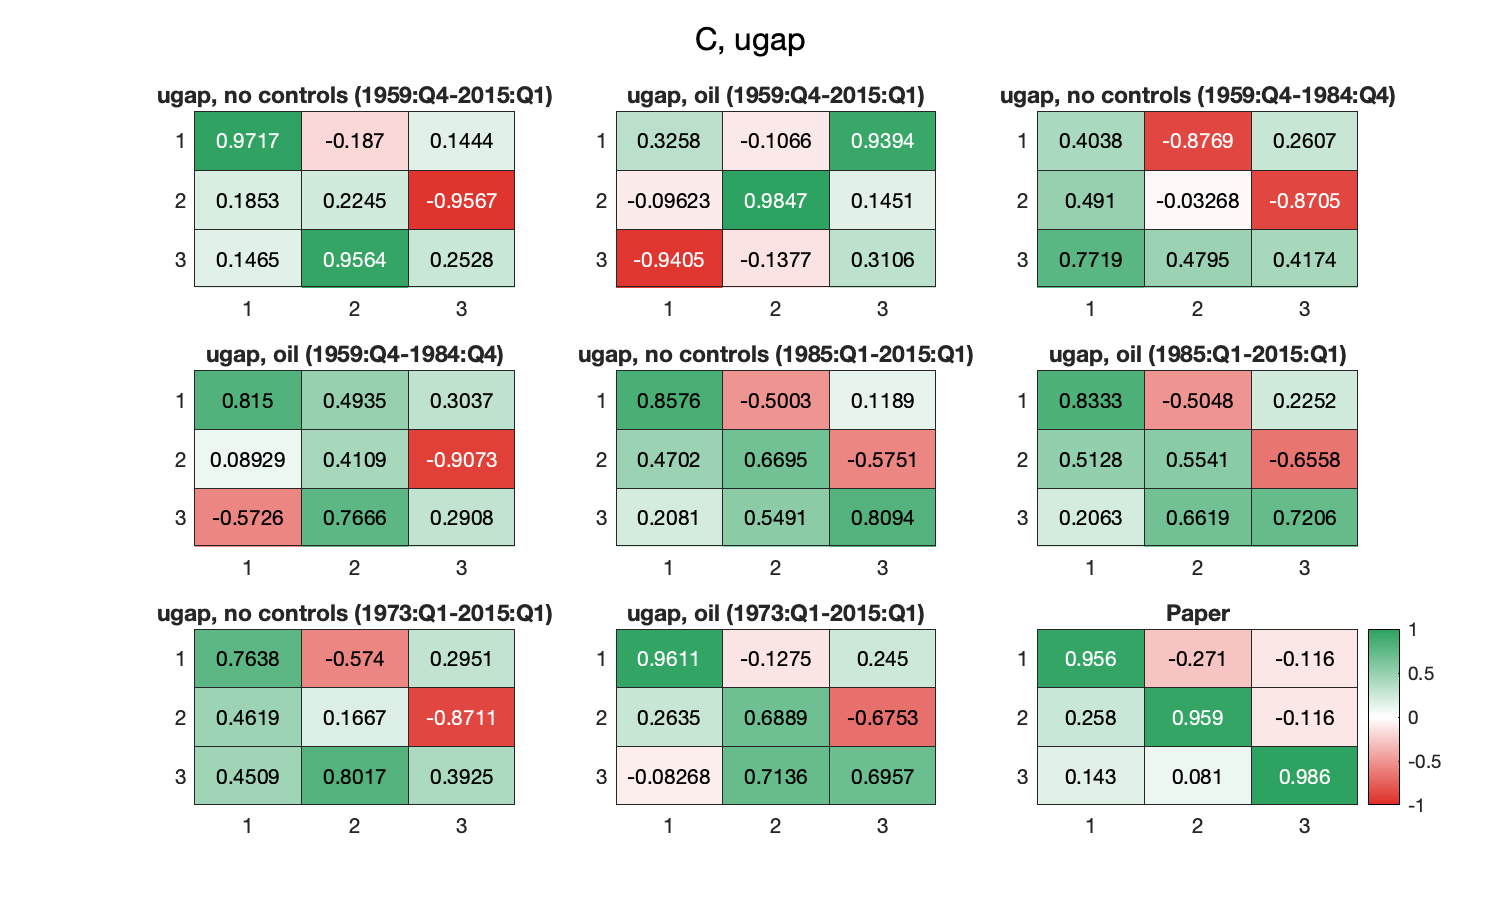 C, ugap
ugap, no controls (1959:Q4-2015:Q1)
1 0.9717 -0.187 0.1444
2 0.1853 0.2245 -0.9567
3 0.1465 0.9564 0.2528
1 2 3
ugap, oil (1959:Q4-2015:Q1)
1 0.3258 -0.1066 0.9394
2 -0.09623 0.9847 0.1451
3 -0.9405 -0.1377 0.3106
1 2 3
ugap, no controls (1959:Q4-1984:Q4)
1 0.4038 -0.8769 0.2607
2 0.491 -0.03268 -0.8705
3 0.7719 0.4795 0.4174
1 2 3
ugap, oil (1959:Q4-1984:Q4)
1 0.815 0.4935 0.3037
2 0.08929 0.4109 -0.9073
3 -0.5726 0.7666 0.2908
1 2 3
ugap, no controls (1985:Q1-2015:Q1)
1 0.8576 -0.5003 0.1189
2 0.4702 0.6695 -0.5751
3 0.2081 0.5491 0.8094
1 2 3
ugap, oil (1985:Q1-2015:Q1)
1 0.8333 -0.5048 0.2252
2 0.5128 0.5541 -0.6558
3 0.2063 0.6619 0.7206
1 2 3
ugap, no controls (1973:Q1-2015:Q1)
1 0.7638 -0.574 0.2951
2 0.4619 0.1667 -0.8711
3 0.4509 0.8017 0.3925
1 2 3
ugap, oil (1973:Q1-2015:Q1)
1 0.9611 -0.1275 0.245
2 0.2635 0.6889 -0.6753
3 -0.08268 0.7136 0.6957
1 2 3
Paper
1 0.956 -0.271 -0.116
2 0.258 0.959 -0.116
3 0.143 0.081 0.986
1 2 3
1
0.5
0
-0.5
-1